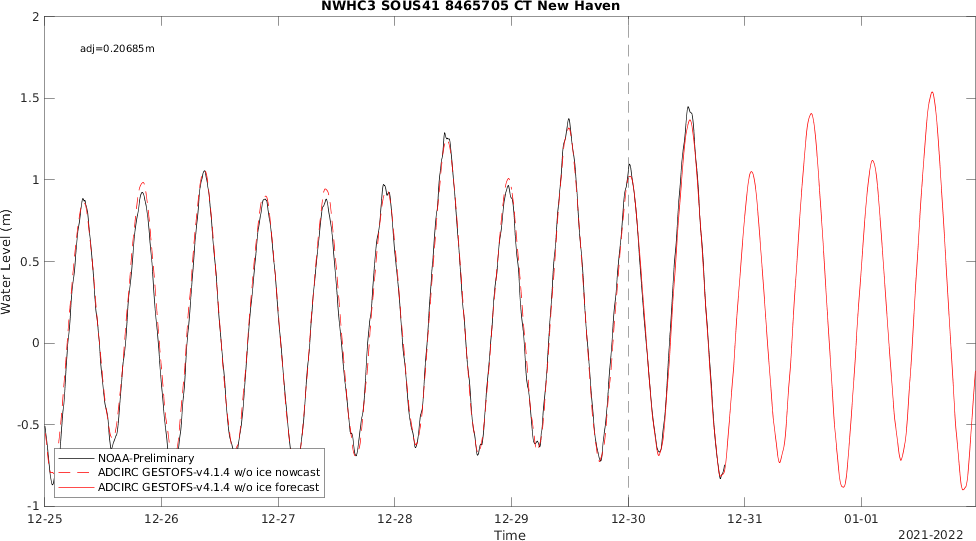 NWHC3 SOUS41 8465705 CT New Haven
2
adj=0.20685m
1.5
1
0.5
0
-0.5
-1
Water Level (m)
NOAA-Preliminary
ADCIRC GESTOFS-v4.1.4 w/o ice nowcast
ADCIRC GESTOFS-v4.1.4 w/o ice forecast
12-25 12-26 12-27 12-28 12-29 12-30 12-31 01-01
Time
2021-2022